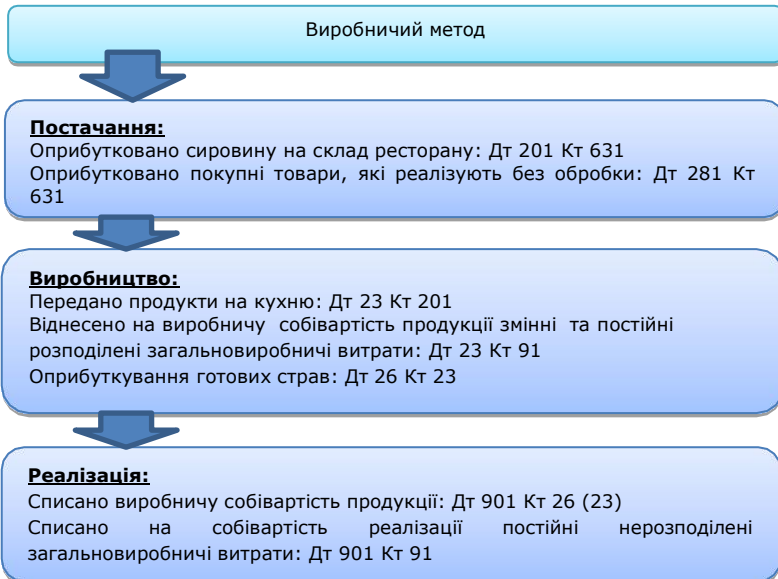 Виробничий метод
Постачання:
Оприбутковано сировину на склад ресторану: Дт 201 Кт 631
Оприбутковано покупні товари, які реалізують без обробки: Дт 281 Кт
631
Виробництво:
Передано продукти на кухню: Дт 23 Кт 201
Віднесено на виробничу собівартість продукції змінні та постійні
розподілені загальновиробничі витрати: Дт 23 Кт 91
Оприбуткування готових страв: Дт 26 Кт 23
Реалізація:
Списано виробничу собівартість продукції: Дт 901 Кт 26 (23)
Списано на собівартість реалізації постійні нерозподілені
загальновиробничі витрати: Дт 901 Кт 91